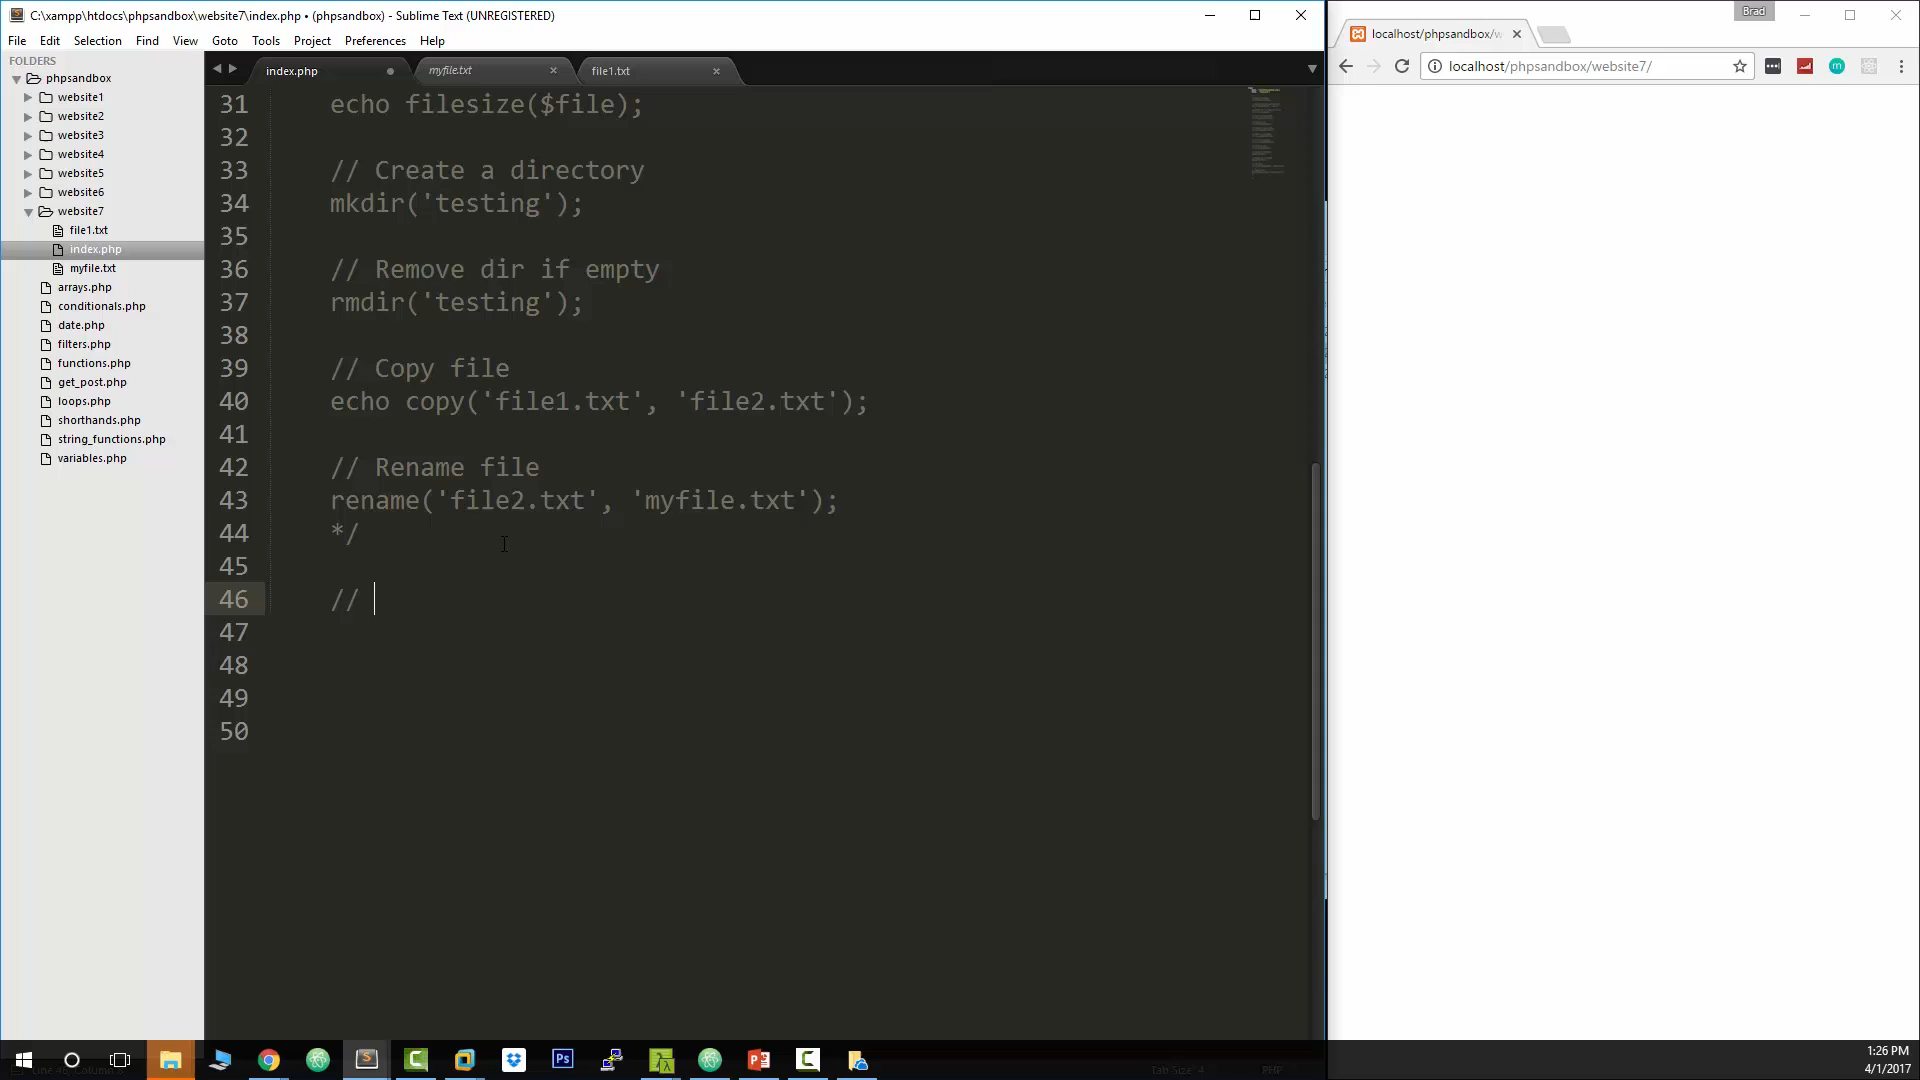 C:\xampp\htdocs\phpsandbox\website7\index.php • (phpsandbox) - Sublime Text (UNREGISTERED)
File Edit Selection Find View Goto Tools Project Preferences Help
FOLDERS
phpsandbox
website1
website2
website3
website4
website5
website6
website7
file1.txt
index.php
myfile.txt
arrays.php
conditionals.php
date.php
filters.php
functions.php
get_post.php
loops.php
shorthands.php
string_functions.php
variables.php
index.php myfile.txt file1.txt
31 echo filesize($file);
32
33 // Create a directory
34 mkdir('testing');
35
36 // Remove dir if empty
37 rmdir('testing');
38
39 // Copy file
40 echo copy('file1.txt', 'file2.txt');
41
42 // Rename file
43 rename('file2.txt', 'myfile.txt');
44 */
45
46 //
47
48
49
50
Brad
localhost/phpsandbox/w
localhost/phpsandbox/website7/
Tab Size: 4 PHP
Ps
1:26 PM
4/1/2017